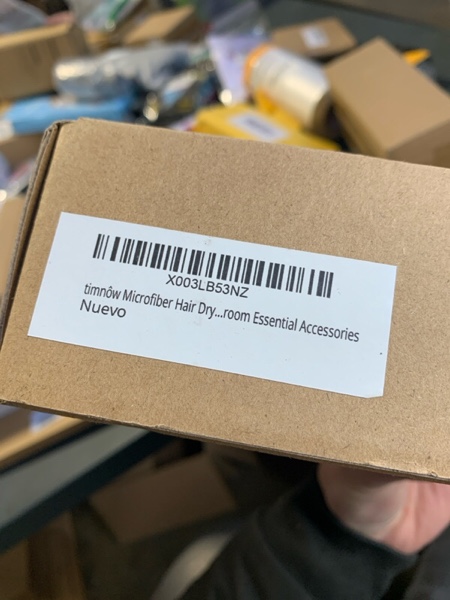 X003LB53NZ
timnôw Microfiber Hair Dry...room Essential Accessories
Nuevo